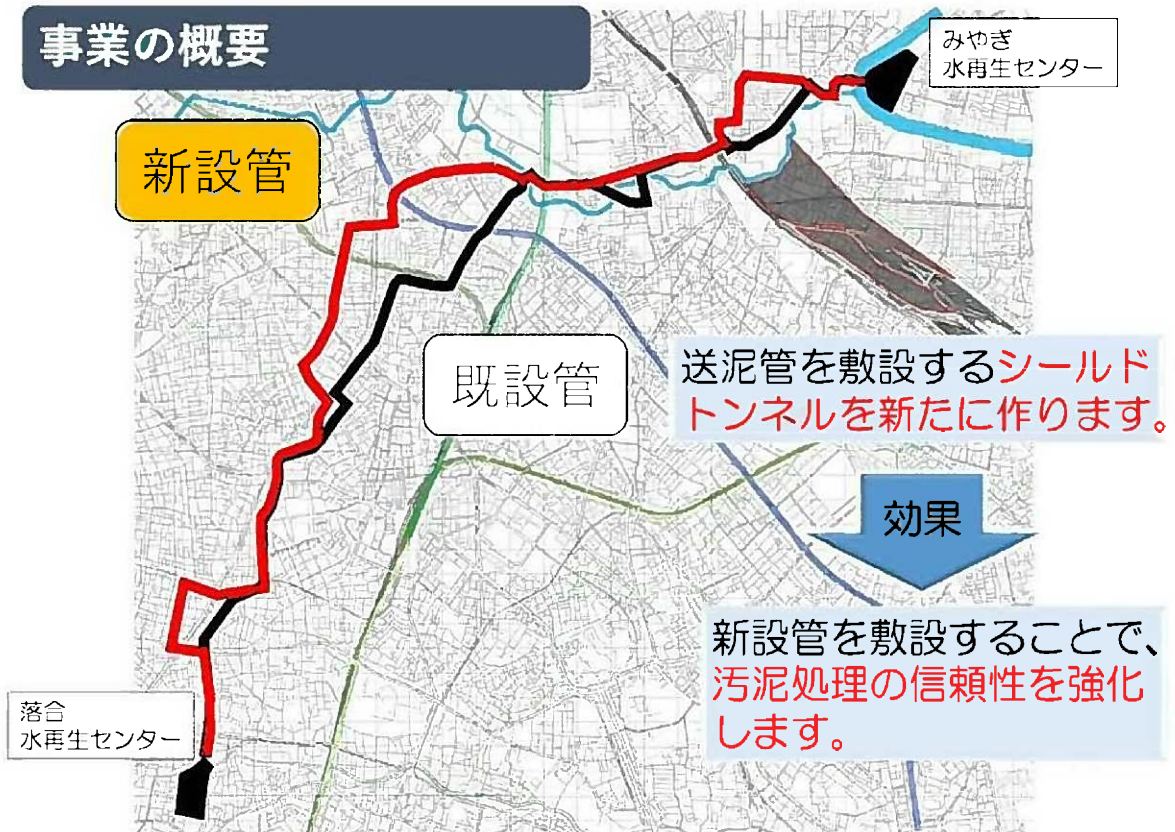 事業の概要
みやぎ
水再生センター
新設管
既設管
送泥管を敷設するシールド
トンネルを新たに作ります。
効果
新設管を敷設することで、
汚泥処理の信頼性を強化
します。
落合
水再生センター